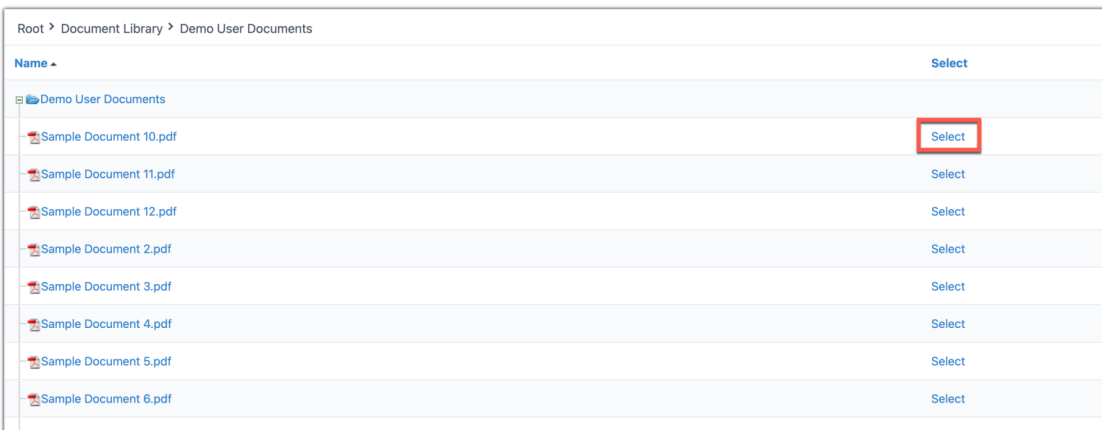 Root > Document Library > Demo User Documents
Name Select
Demo User Documents
Sample Document 10.pdf Select
Sample Document 11.pdf Select
Sample Document 12.pdf Select
Sample Document 2.pdf Select
Sample Document 3.pdf Select
Sample Document 4.pdf Select
Sample Document 5.pdf Select
Sample Document 6.pdf Select